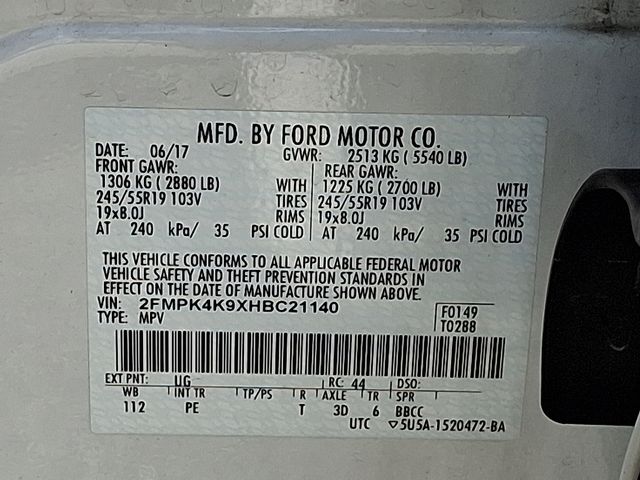 MFD. BY FORD MOTOR CO.
DATE: 06/17 GVWR: 2513 KG ( 5540 LB)
FRONT GAWR: REAR GAWR:
1306 KG ( 2880 LB) WITH 1225 KG ( 2700 LB) WITH
245/55R19 103V TIRES 245/55R19 103V TIRES
19x8.0J RIMS 19x8.0J RIMS
AT 240 kPa/ 35 PSI COLD AT 240 kPa/ 35 PSI COLD
THIS VEHICLE CONFORMS TO ALL APPLICABLE FEDERAL MOTOR
VEHICLE SAFETY AND THEFT PREVENTION STANDARDS IN
EFFECT ON THE DATE OF MANUFACTURE SHOWN ABOVE.
VIN: 2FMPK4K9XHBC21140 F0149
TYPE: MPV T0288
EXT PNT: UG RC: 44 DSO:
WB INT TR TP/PS R AXLE TR SPR
112 PE T 3D 6 BBCC
UTC ▽5U5A-1520472-BA